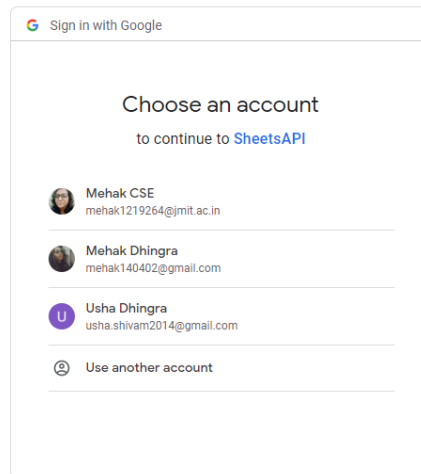 Sign in with Google
Choose an account
to continue to SheetsAPI
Mehak CSE
mehak1219264@jmit.ac.in
Mehak Dhingra
mehak140402@gmail.com
U
Usha Dhingra
usha.shivam2014@gmail.com
Use another account